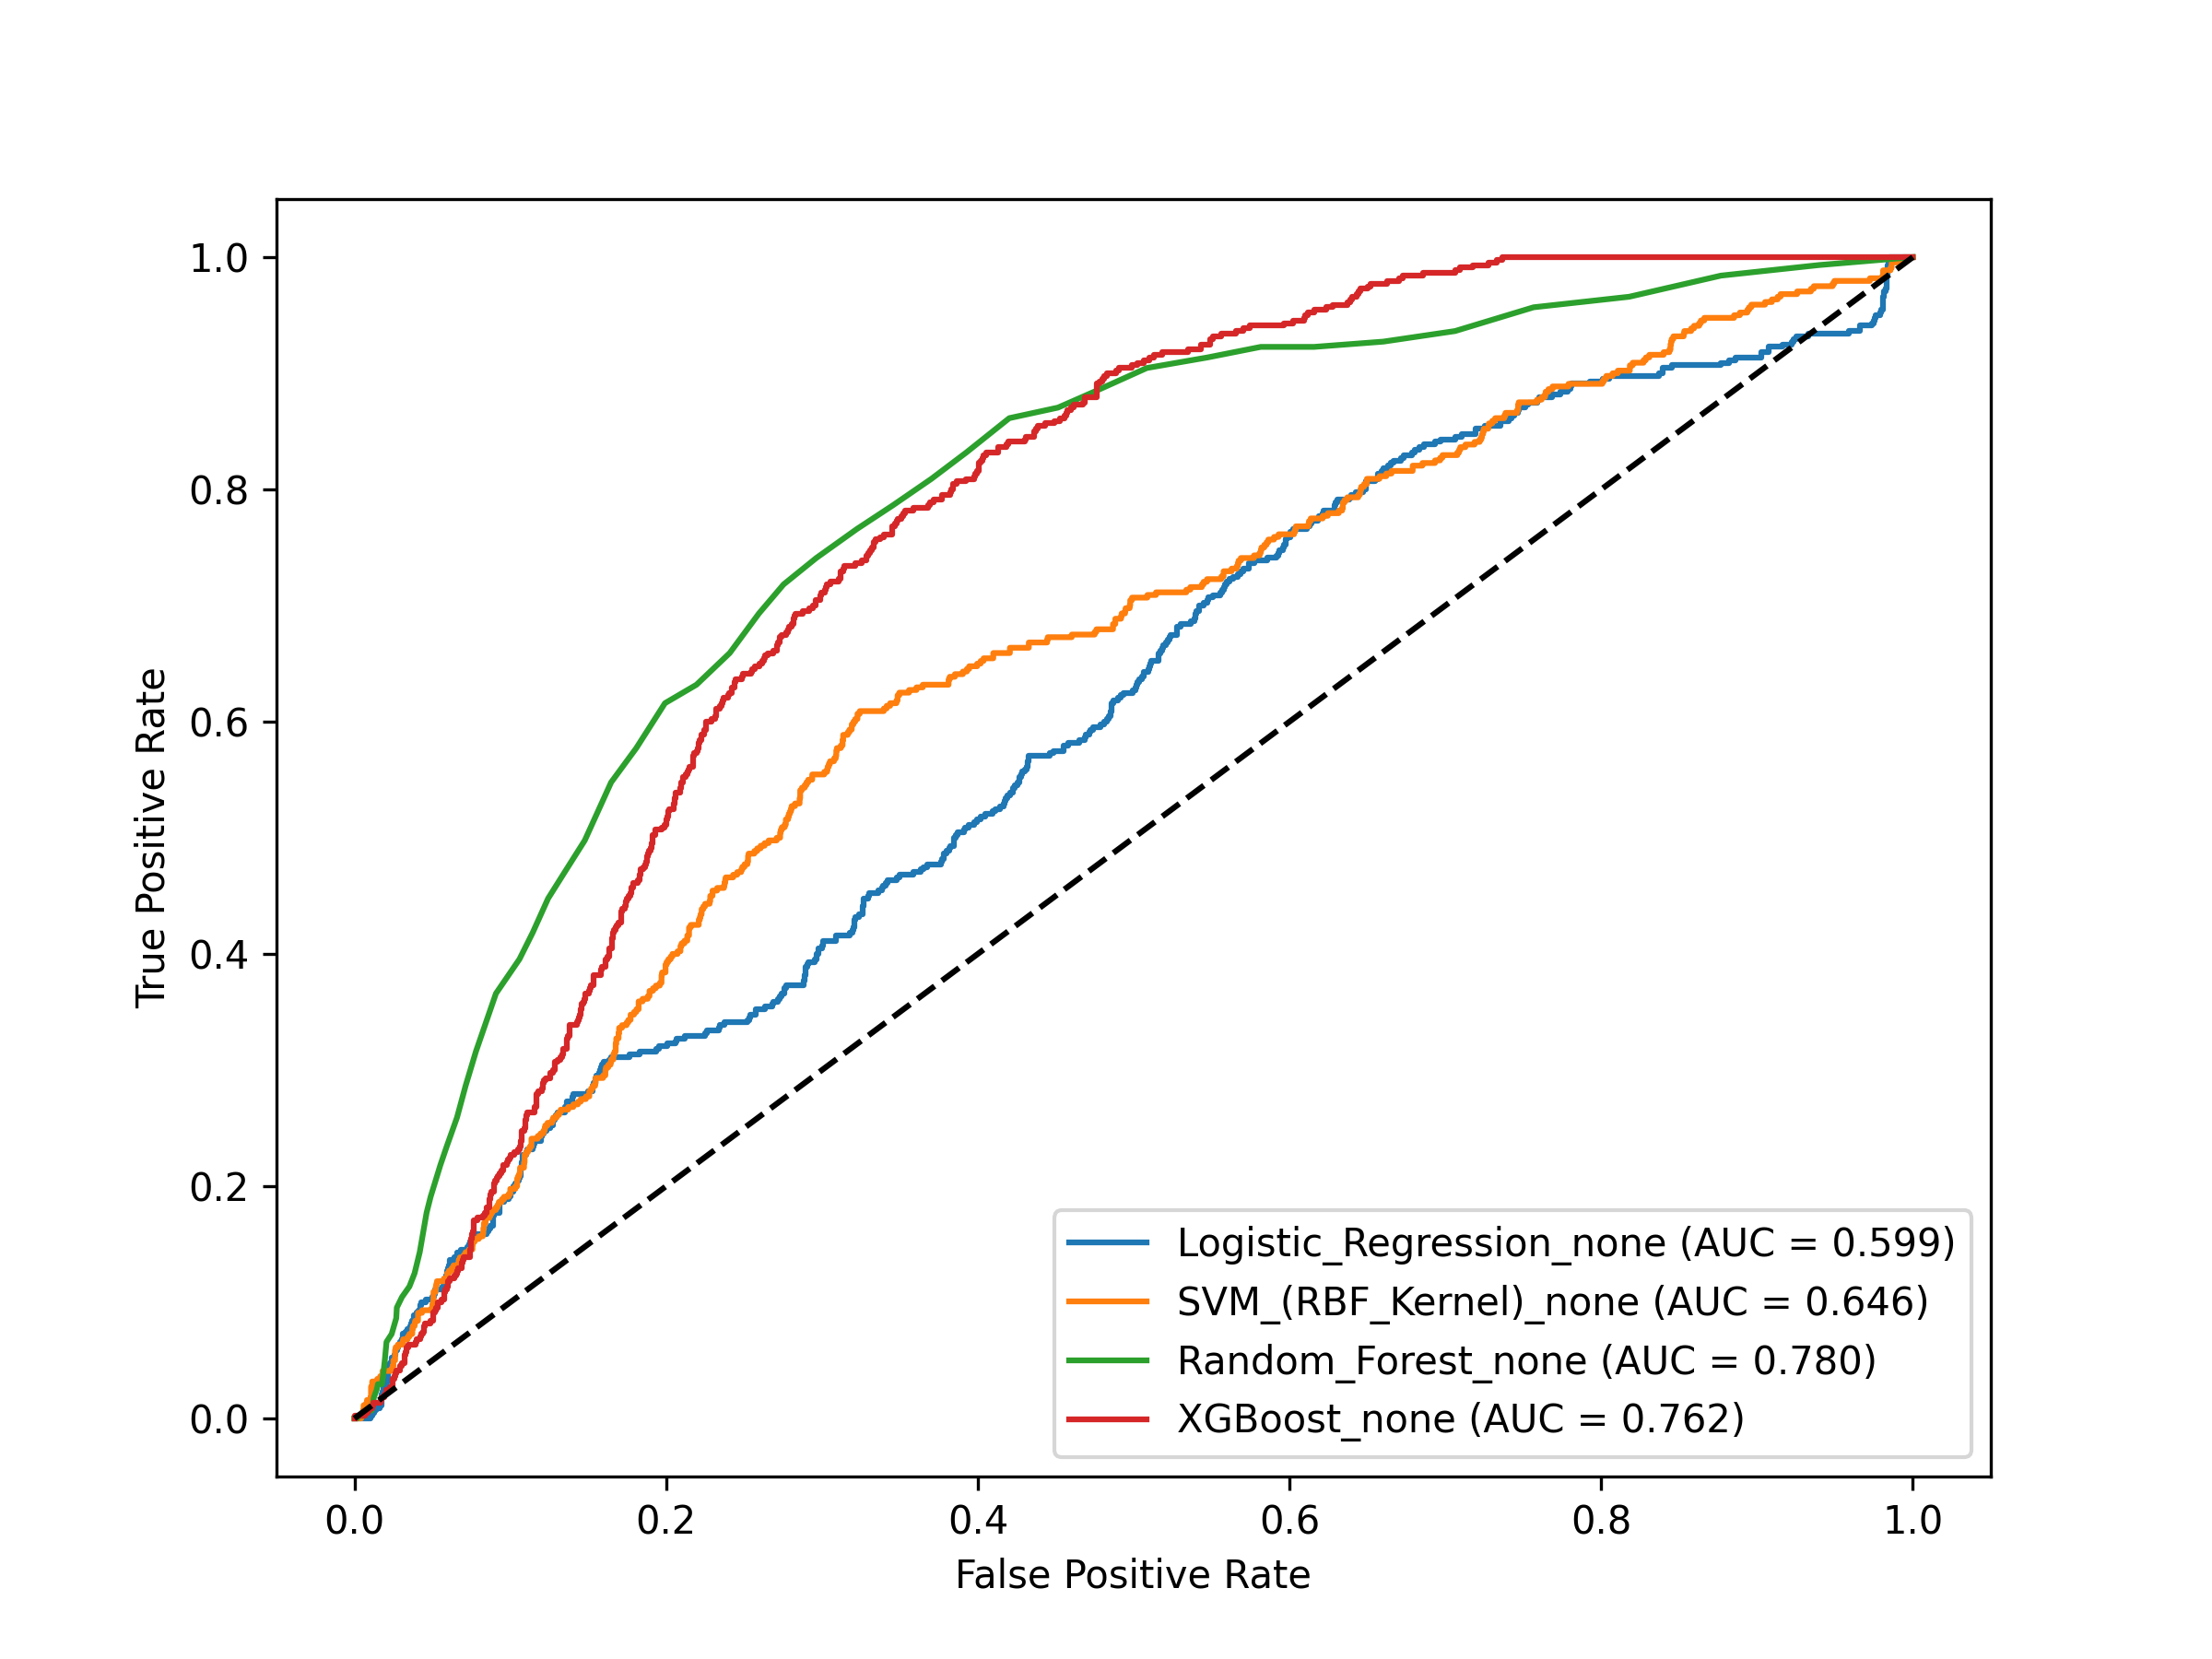 1.0
0.8
0.6
0.4
0.2
0.0
True Positive Rate
Logistic_Regression_none (AUC = 0.599)
SVM_(RBF_Kernel)_none (AUC = 0.646)
Random_Forest_none (AUC = 0.780)
XGBoost_none (AUC = 0.762)
0.0 0.2 0.4 0.6 0.8 1.0
False Positive Rate